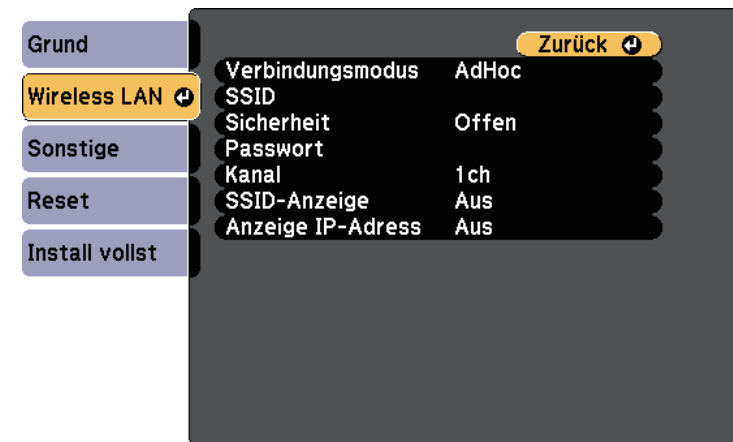 Grund
Wireless LAN
Sonstige
Reset
Install vollst
Zurück
Verbindungsmodus AdHoc
SSID
Sicherheit Offen
Passwort
Kanal 1ch
SSID-Anzeige Aus
Anzeige IP-Adress Aus